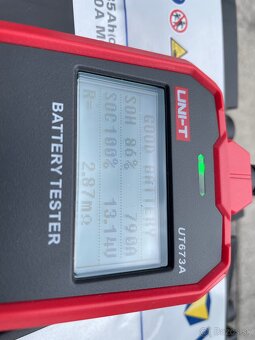 UNI-T
UT673A
GOOD BATTERY
SOH 86% 790A
SOC100% 13.14V
R= 2.87mΩ
BATTERY TESTER